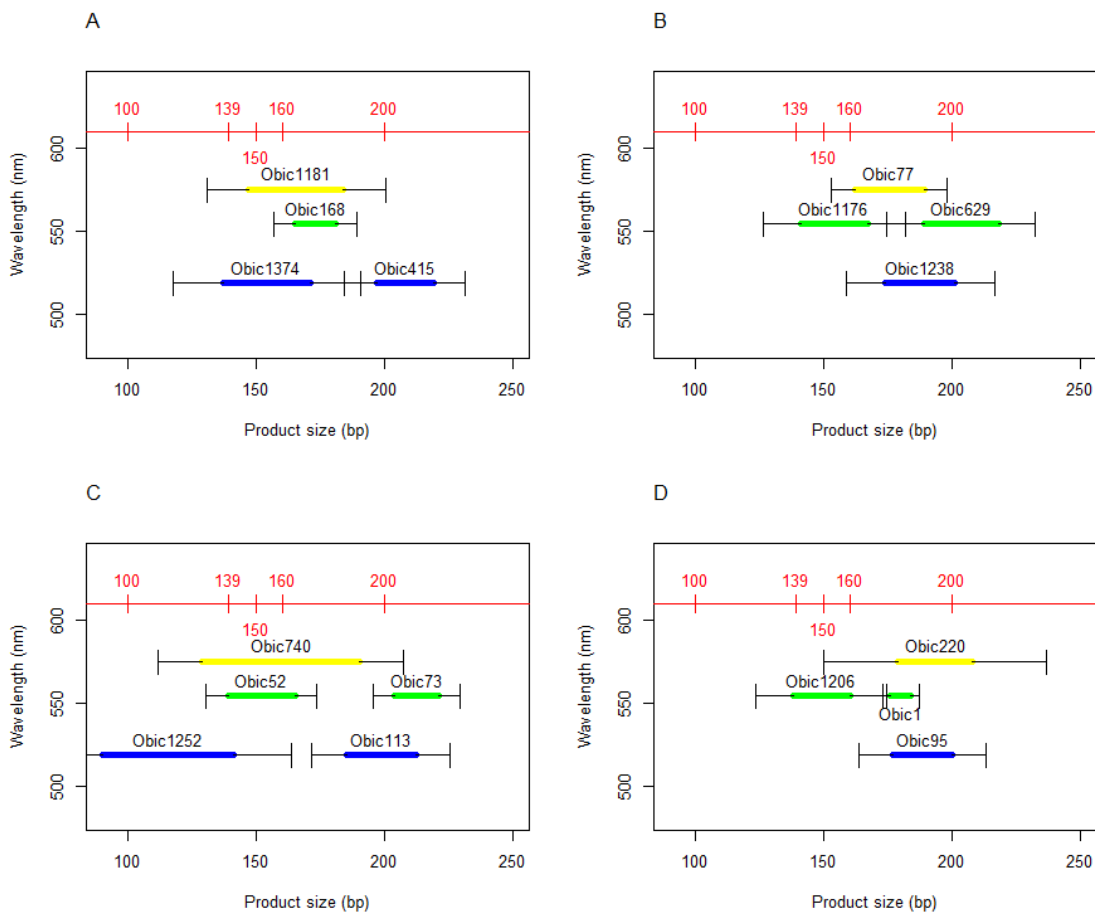 A
100 139 160 200
150
Obic1181
Obic168
Obic1374 Obic415
Wavelength (nm)
600
550
500
100 150 200 250
Product size (bp)
B
100 139 160 200
150
Obic77
Obic1176 Obic629
Obic1238
Wavelength (nm)
600
550
500
100 150 200 250
Product size (bp)
C
100 139 160 200
150
Obic740
Obic52 Obic73
Obic1252 Obic113
Wavelength (nm)
600
550
500
100 150 200 250
Product size (bp)
D
100 139 160 200
150
Obic220
Obic1206
Obic1
Obic95
Wavelength (nm)
600
550
500
100 150 200 250
Product size (bp)